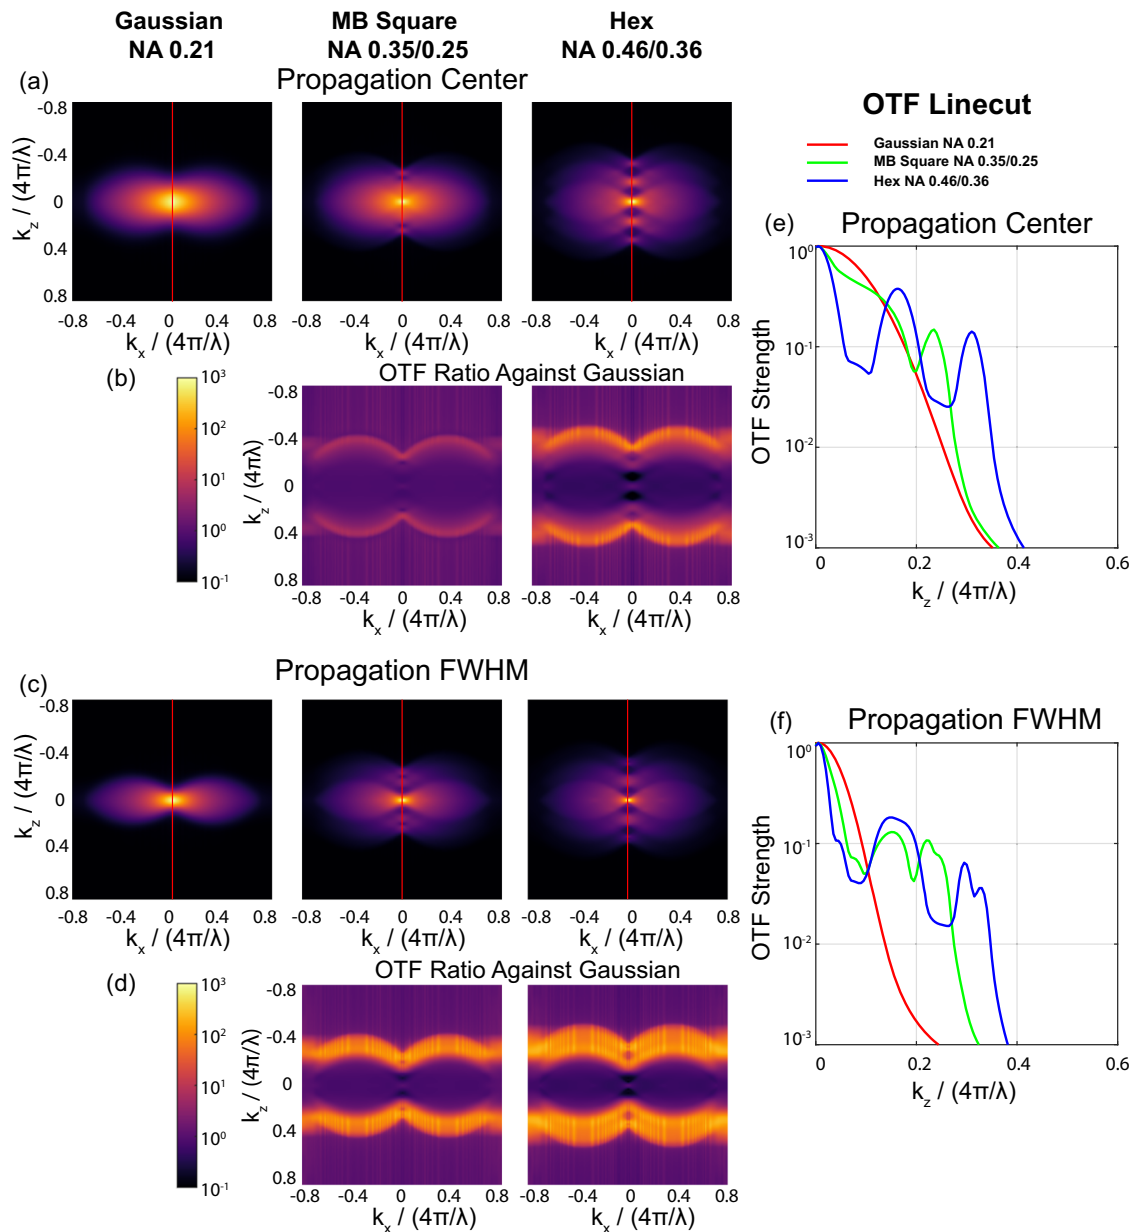 Gaussian
NA 0.21
MB Square
NA 0.35/0.25
Hex
NA 0.46/0.36
(a)
Propagation Center
-0.8
-0.4
0
0.4
0.8
k_z / (4π/λ)
-0.8 -0.4 0 0.4 0.8
k_x / (4π/λ)
-0.8 -0.4 0 0.4 0.8
k_x / (4π/λ)
-0.8 -0.4 0 0.4 0.8
k_x / (4π/λ)
(b)
OTF Ratio Against Gaussian
10^3
10^2
10^1
10^0
10^-1
-0.8
-0.4
0
0.4
0.8
k_z / (4πλ)
-0.8 -0.4 0 0.4 0.8
k_x / (4π/λ)
-0.8 -0.4 0 0.4 0.8
k_x / (4π/λ)
OTF Linecut
Gaussian NA 0.21
MB Square NA 0.35/0.25
Hex NA 0.46/0.36
(e)
Propagation Center
10^0
10^-1
10^-2
10^-3
OTF Strength
0 0.2 0.4 0.6
k_z / (4π/λ)
(c)
Propagation FWHM
-0.8
-0.4
0
0.4
0.8
k_z / (4π/λ)
-0.8 -0.4 0 0.4 0.8
k_x / (4π/λ)
-0.8 -0.4 0 0.4 0.8
k_x / (4π/λ)
-0.8 -0.4 0 0.4 0.8
k_x / (4π/λ)
(d)
OTF Ratio Against Gaussian
10^3
10^2
10^1
10^0
10^-1
-0.8
-0.4
0
0.4
0.8
k_z / (4π/λ)
-0.8 -0.4 0 0.4 0.8
k_x / (4π/λ)
-0.8 -0.4 0 0.4 0.8
k_x / (4π/λ)
(f)
Propagation FWHM
10^0
10^-1
10^-2
10^-3
OTF Strength
0 0.2 0.4 0.6
k_z / (4π/λ)